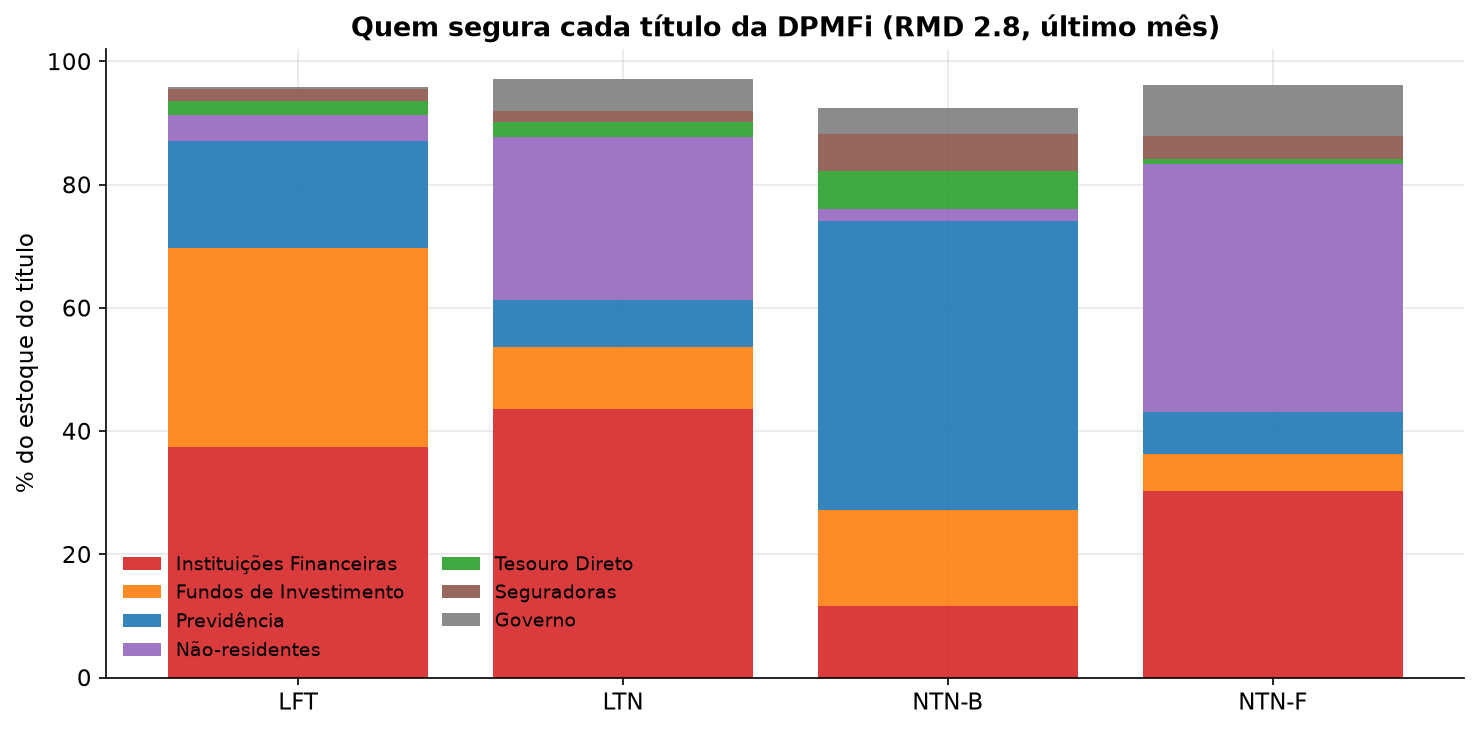 Quem segura cada título da DPMFi (RMD 2.8, último mês)
% do estoque do título
100
80
60
40
20
0
Instituições Financeiras
Fundos de Investimento
Previdência
Não-residentes
Tesouro Direto
Seguradoras
Governo
LFT
LTN
NTN-B
NTN-F